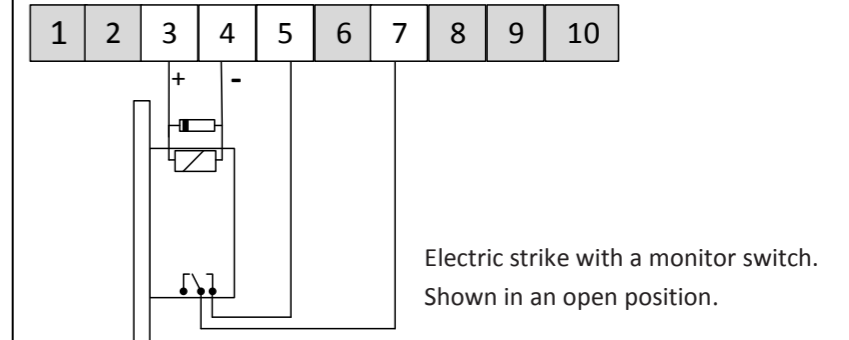 1 2 3 4 5 6 7 8 9 10
+ -
Electric strike with a monitor switch.
Shown in an open position.